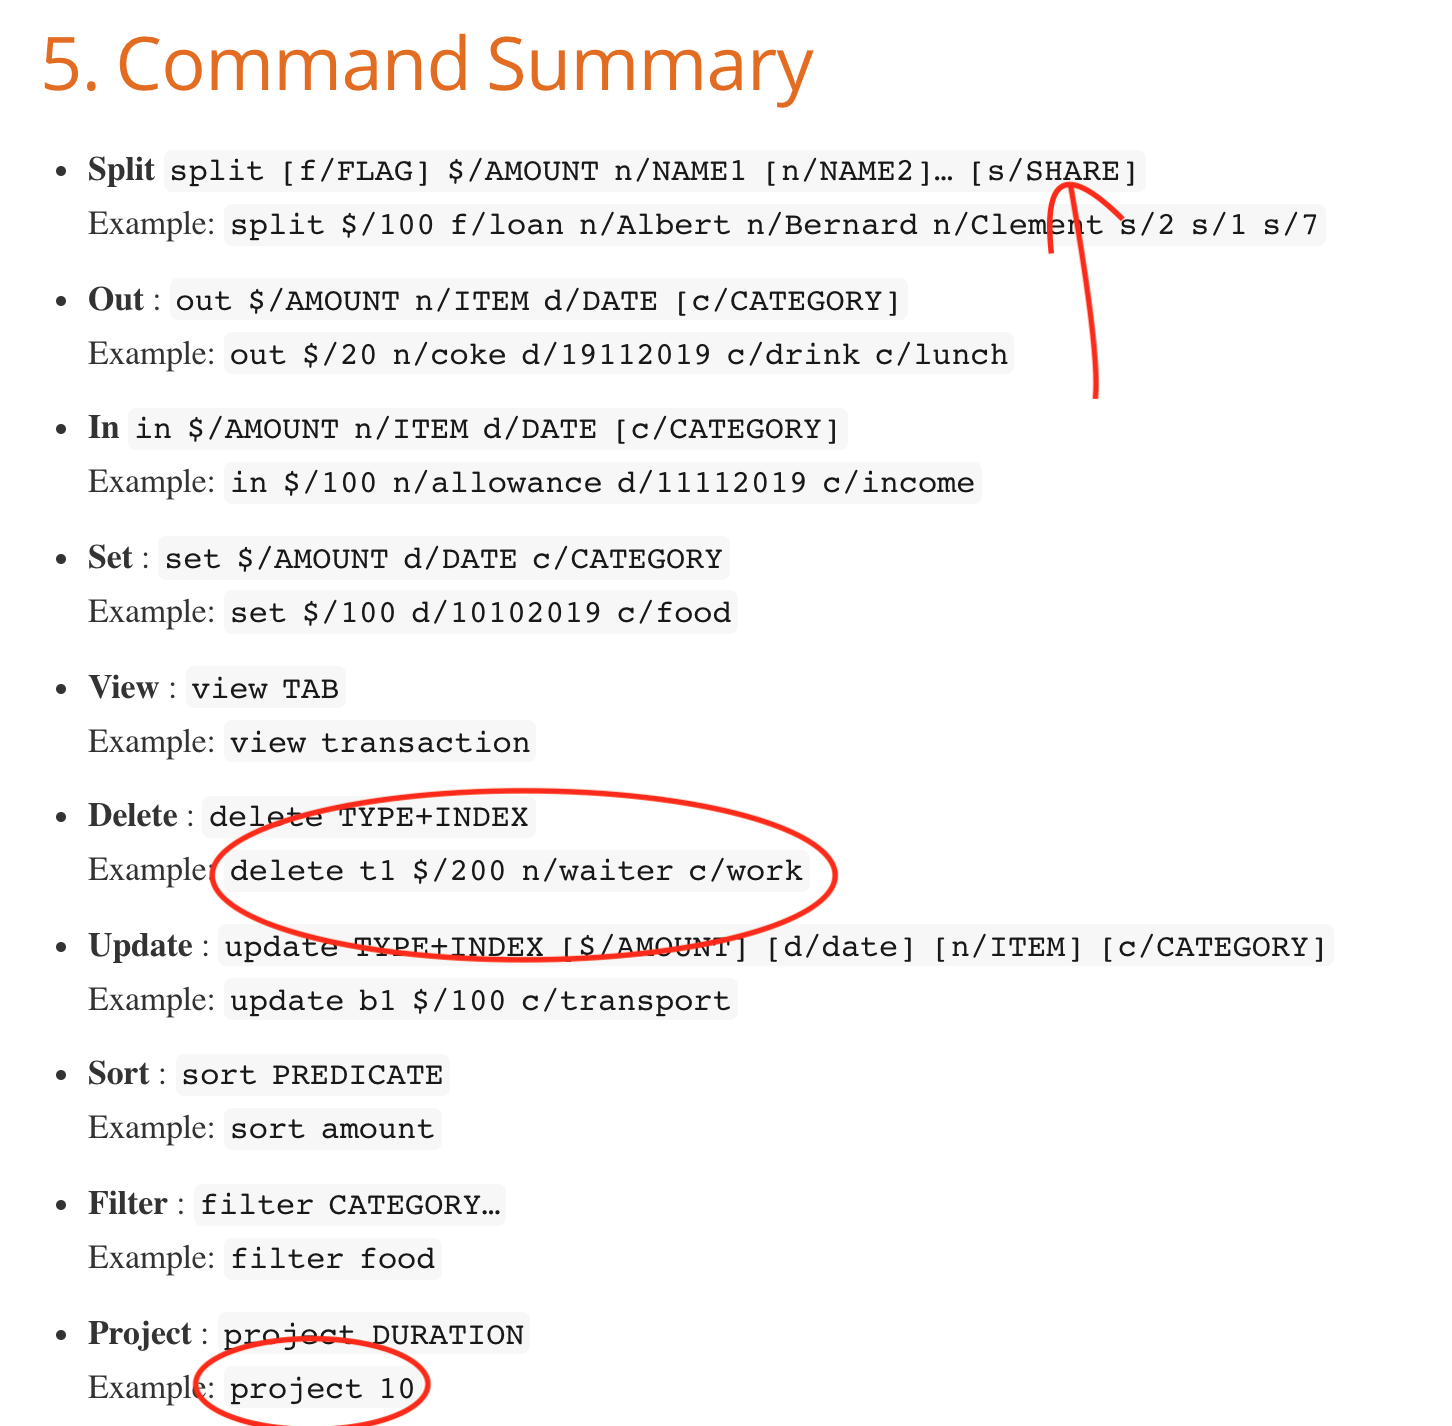 5. Command Summary
• Split split [f/FLAG] $/AMOUNT n/NAME1 [n/NAME2]… [s/SHARE]
Example: split $/100 f/loan n/Albert n/Bernard n/Clement s/2 s/1 s/7
• Out : out $/AMOUNT n/ITEM d/DATE [c/CATEGORY]
Example: out $/20 n/coke d/19112019 c/drink c/lunch
• In in $/AMOUNT n/ITEM d/DATE [c/CATEGORY]
Example: in $/100 n/allowance d/11112019 c/income
• Set : set $/AMOUNT d/DATE c/CATEGORY
Example: set $/100 d/10102019 c/food
• View : view TAB
Example: view transaction
• Delete : delete TYPE+INDEX
Example: delete t1 $/200 n/waiter c/work
• Update : update TYPE+INDEX [$/AMOUNT] [d/date] [n/ITEM] [c/CATEGORY]
Example: update b1 $/100 c/transport
• Sort : sort PREDICATE
Example: sort amount
• Filter : filter CATEGORY…
Example: filter food
• Project : project DURATION
Example: project 10